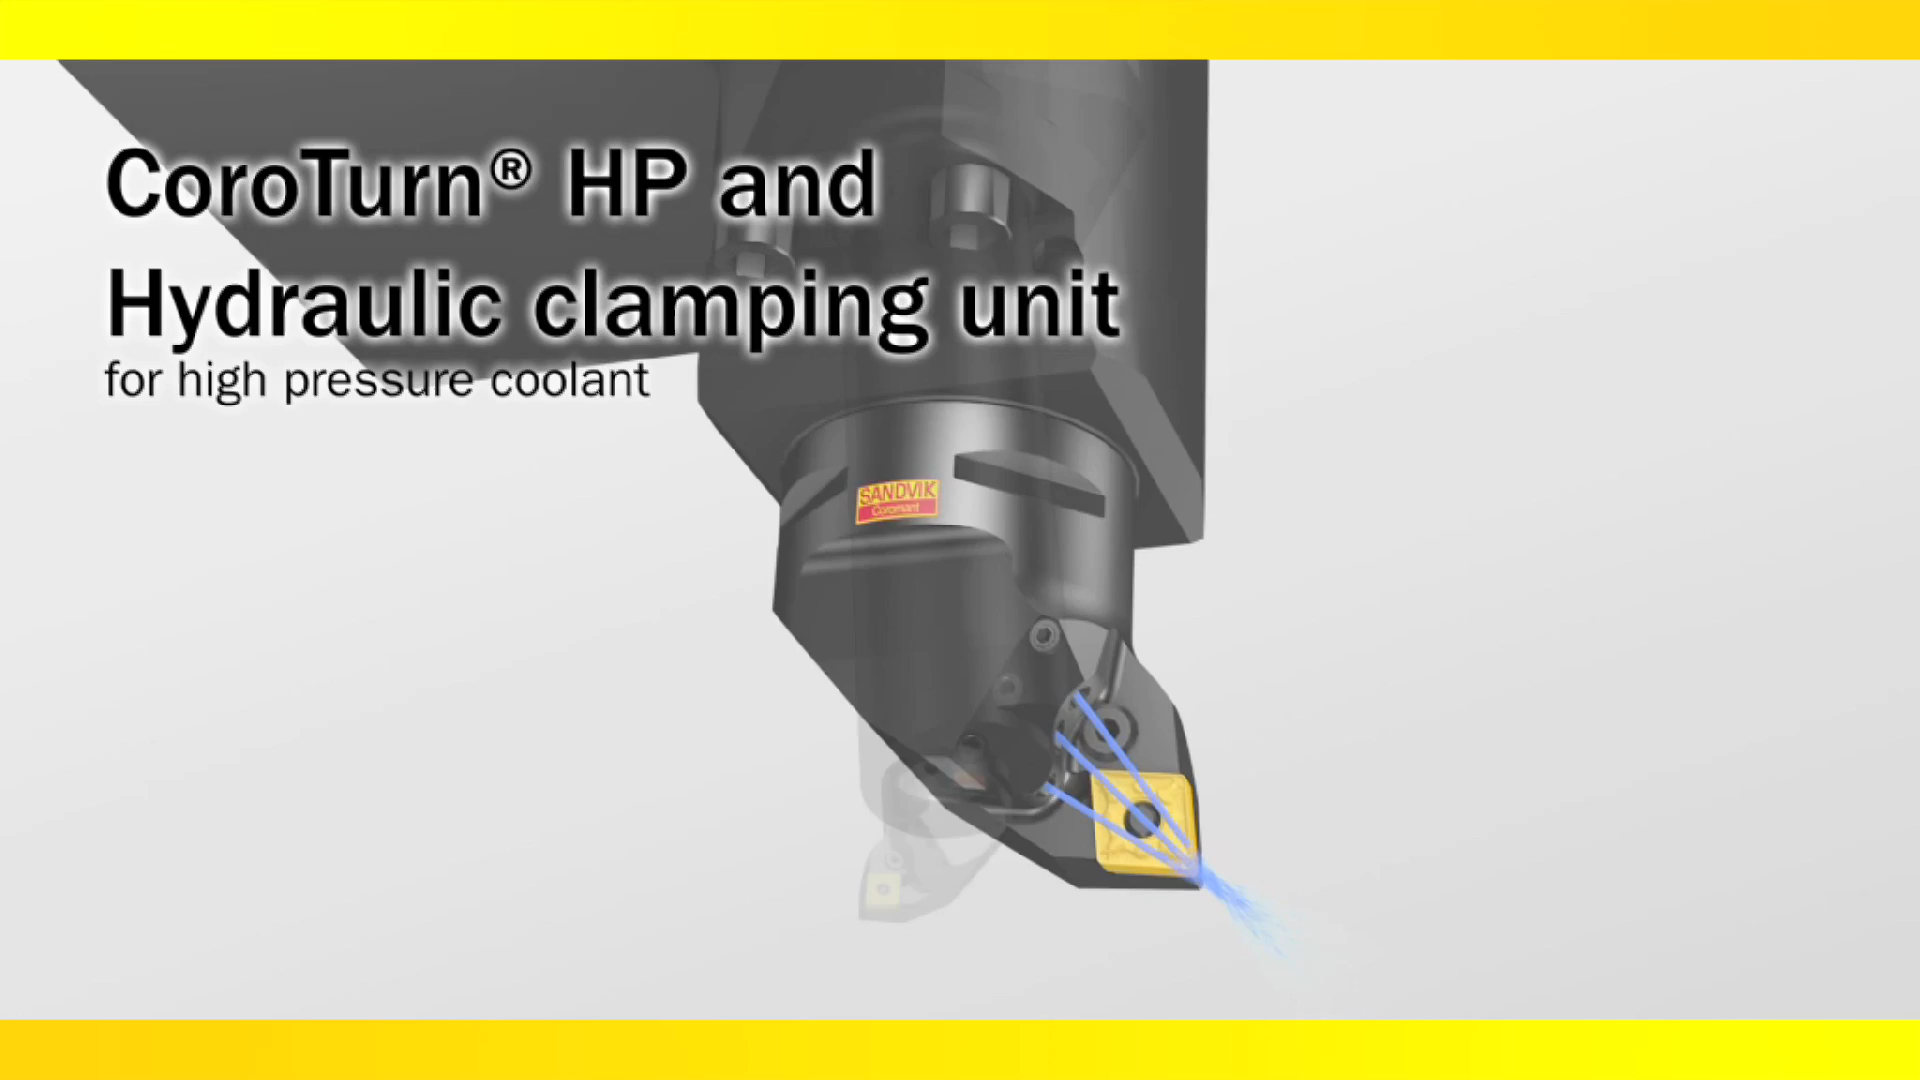 CoroTurn® HP and
Hydraulic clamping unit
for high pressure coolant
SANDVIK
Coromant